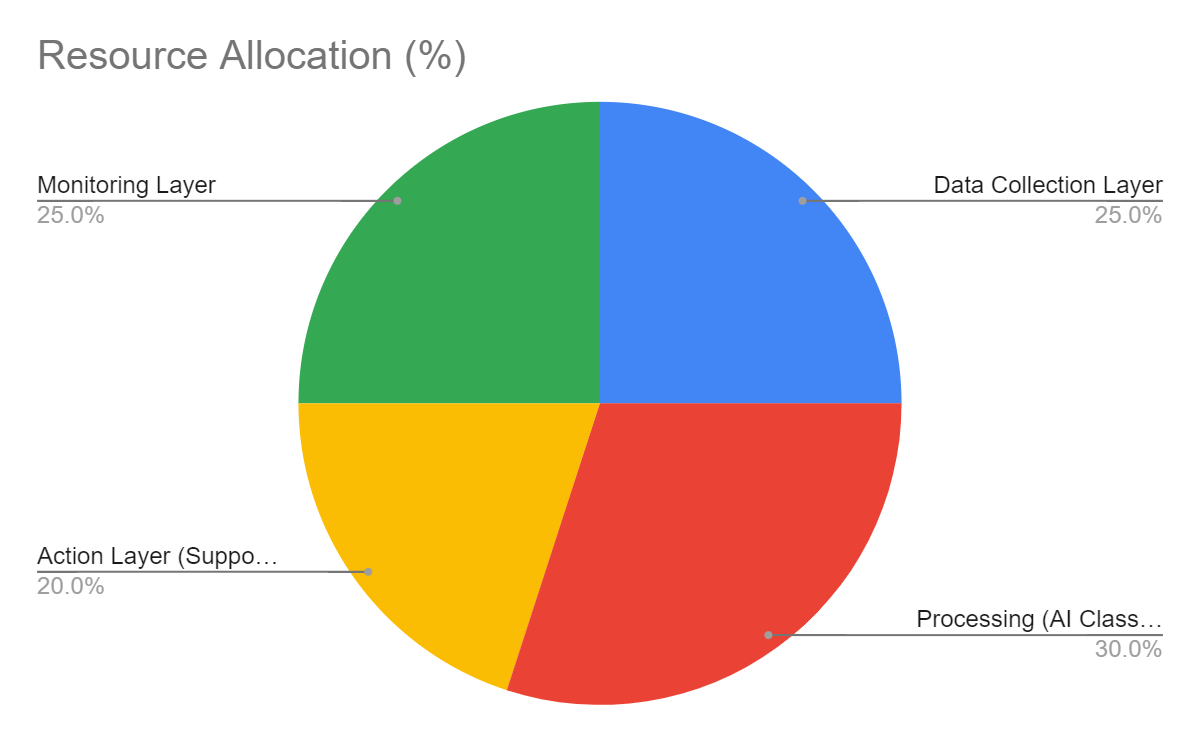 Resource Allocation (%)
Monitoring Layer
25.0%
Data Collection Layer
25.0%
Action Layer (Suppo…
20.0%
Processing (AI Class…
30.0%